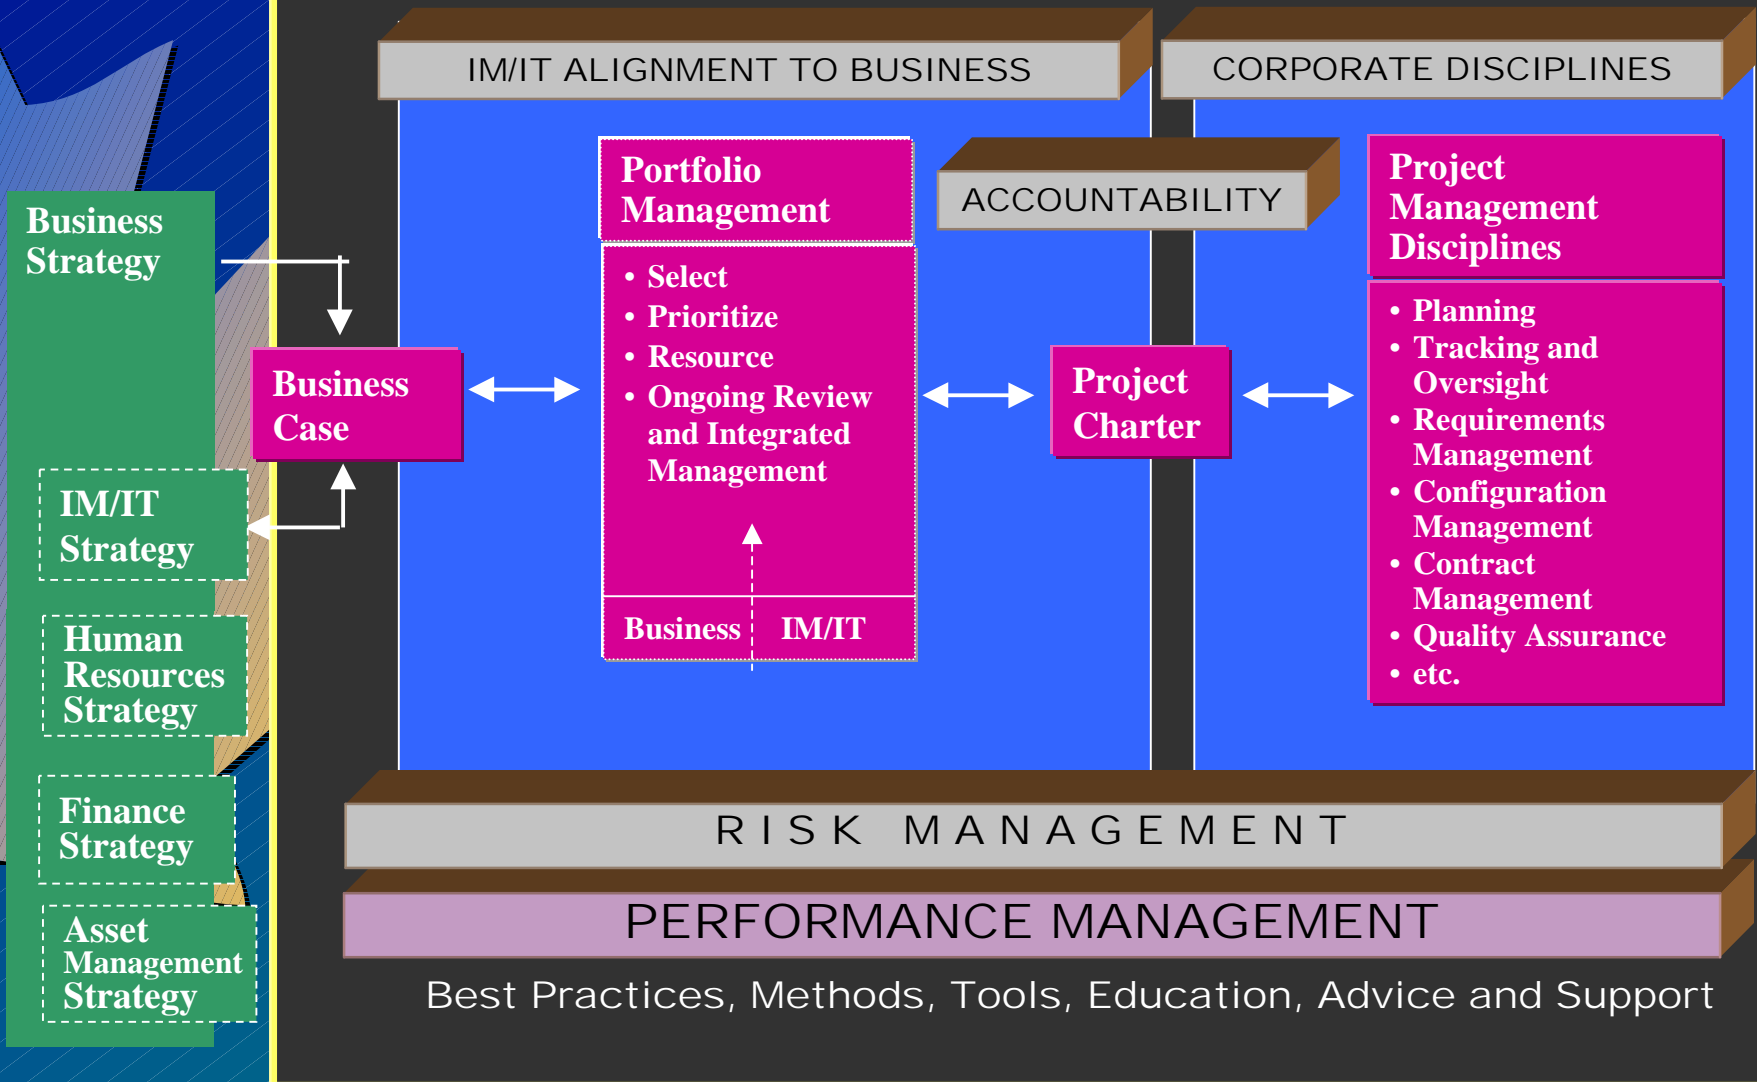 IM/IT ALIGNMENT TO BUSINESS
CORPORATE DISCIPLINES
ACCOUNTABILITY
Business
Strategy
IM/IT
Strategy
Human
Resources
Strategy
Finance
Strategy
Asset
Management
Strategy
Business
Case
Portfolio
Management
• Select
• Prioritize
• Resource
• Ongoing Review
and Integrated
Management
Business
IM/IT
Project
Charter
Project
Management
Disciplines
• Planning
• Tracking and
Oversight
• Requirements
Management
• Configuration
Management
• Contract
Management
• Quality Assurance
• etc.
RISK MANAGEMENT
PERFORMANCE MANAGEMENT
Best Practices, Methods, Tools, Education, Advice and Support